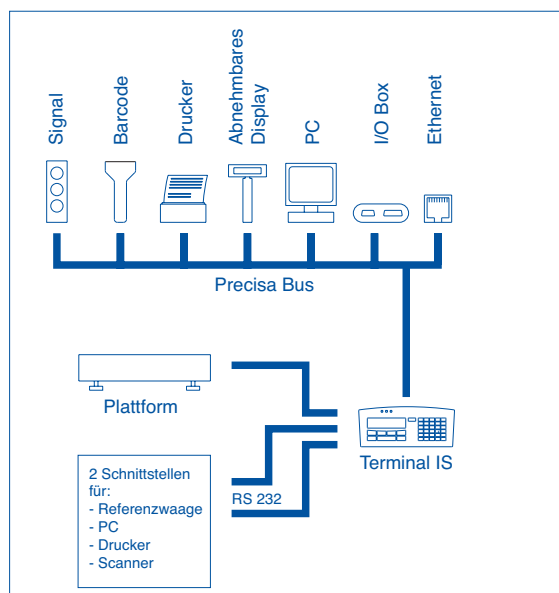 Signal
Barcode
Drucker
Abnehmbares
Display
PC
I/O Box
Ethernet
Precisa Bus
Plattform
Terminal IS
2 Schnittstellen
für:
- Referenzwaage
- PC
- Drucker
- Scanner
RS 232